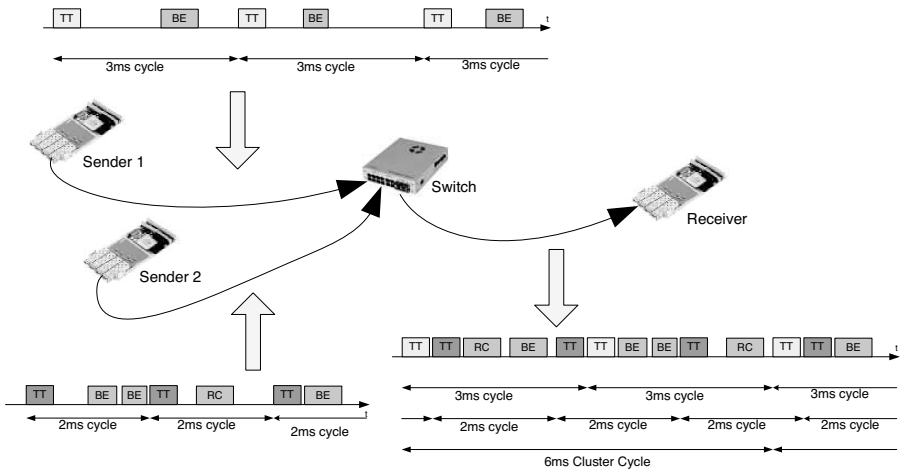 TT BE TT BE TT BE t
3ms cycle 3ms cycle 3ms cycle
Sender 1
Switch
Receiver
Sender 2
TT TT RC BE TT TT BE BE TT RC TT TT BE t
3ms cycle 3ms cycle 3ms cycle
2ms cycle 2ms cycle 2ms cycle 2ms cycle
6ms Cluster Cycle
TT BE BE TT RC TT BE t
2ms cycle 2ms cycle 2ms cycle